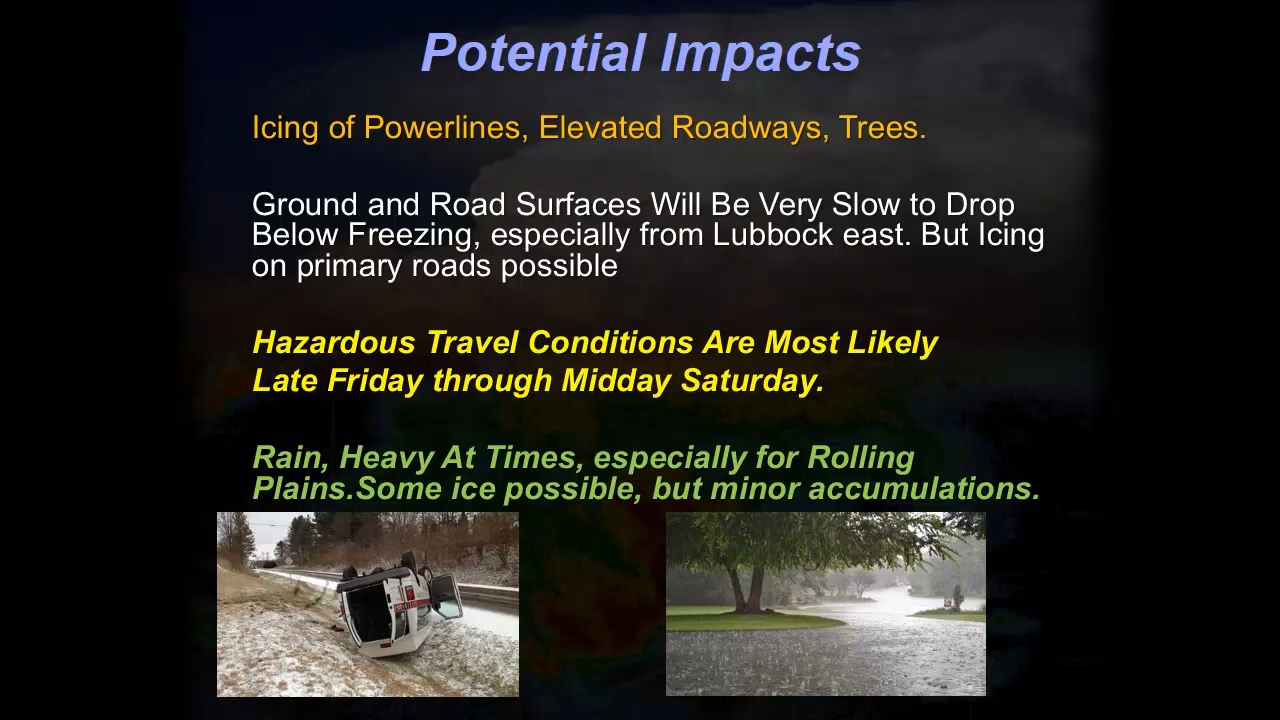 Potential Impacts
Icing of Powerlines, Elevated Roadways, Trees.
Ground and Road Surfaces Will Be Very Slow to Drop
Below Freezing, especially from Lubbock east. But Icing
on primary roads possible
Hazardous Travel Conditions Are Most Likely
Late Friday through Midday Saturday.
Rain, Heavy At Times, especially for Rolling
Plains.Some ice possible, but minor accumulations.